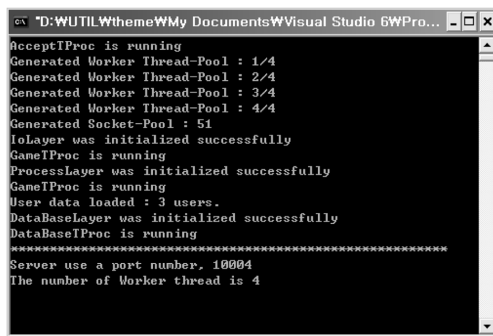 "D:₩UTIL₩theme₩My Documents₩Visual Studio 6₩Pro...
AcceptTProc is running
Generated Worker Thread-Pool : 1/4
Generated Worker Thread-Pool : 2/4
Generated Worker Thread-Pool : 3/4
Generated Worker Thread-Pool : 4/4
Generated Socket-Pool : 51
IoLayer was initialized successfully
GameTProc is running
ProcessLayer was initialized successfully
GameTProc is running
User data loaded : 3 users.
DataBaseLayer was initialized successfully
DataBaseTProc is running
********************************************************
Server use a port number, 10004
The number of Worker thread is 4